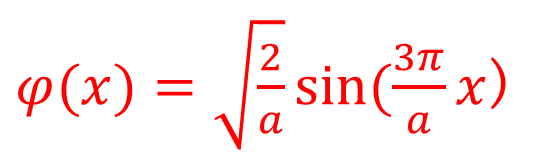 φ(x) = √(2/a) sin(3π/a x)